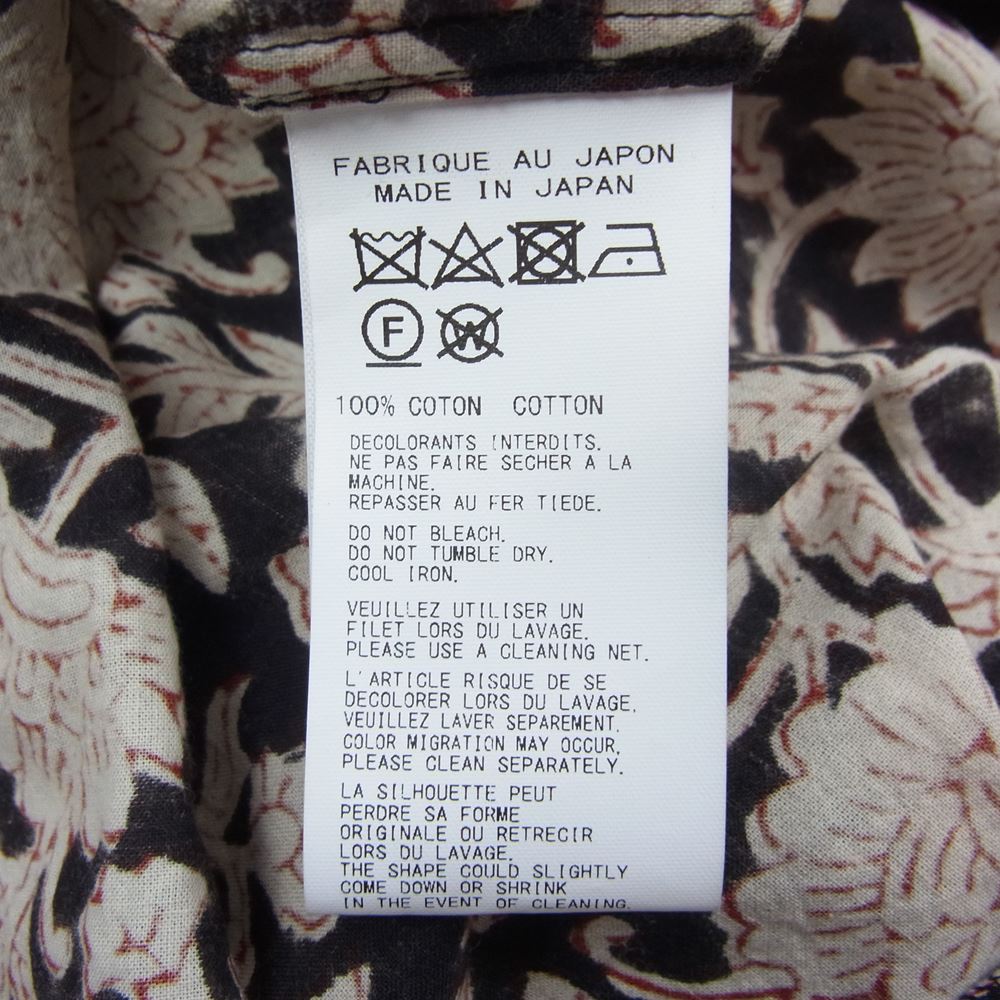 FABRIQUE AU JAPON
MADE IN JAPAN
F W
100% COTON COTTON
DECOLORANTS INTERDITS.
NE PAS FAIRE SECHER A LA
MACHINE.
REPASSER AU FER TIEDE.
DO NOT BLEACH.
DO NOT TUMBLE DRY.
COOL IRON.
VEUILLEZ UTILISER UN
FILET LORS DU LAVAGE.
PLEASE USE A CLEANING NET.
L'ARTICLE RISQUE DE SE
DECOLORER LORS DU LAVAGE,
VEUILLEZ LAVER SEPAREMENT.
COLOR MIGRATION MAY OCCUR,
PLEASE CLEAN SEPARATELY.
LA SILHOUETTE PEUT
PERDRE SA FORME
ORIGINALE OU RETRECIR
LORS DU LAVAGE.
THE SHAPE COULD SLIGHTLY
COME DOWN OR SHRINK
IN THE EVENT OF CLEANING.